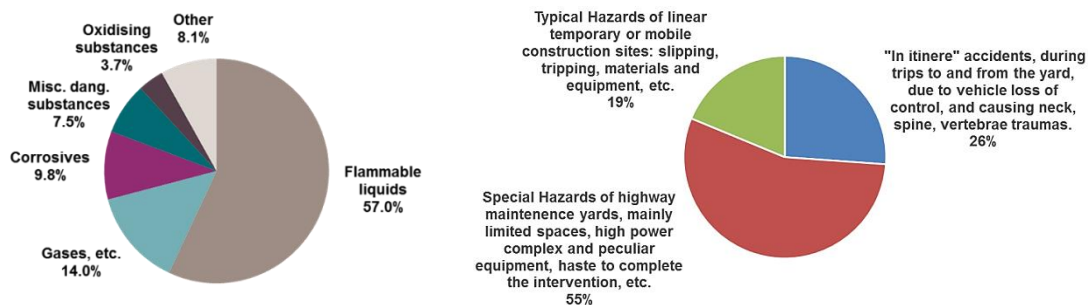 Other
8.1%
Oxidising
substances
3.7%
Misc. dang.
substances
7.5%
Corrosives
9.8%
Gases, etc.
14.0%
Flammable
liquids
57.0%
Typical Hazards of linear
temporary or mobile
construction sites: slipping,
tripping, materials and
equipment, etc.
19%
"In itinere" accidents, during
trips to and from the yard,
due to vehicle loss of
control, and causing neck,
spine, vertebrae traumas.
26%
Special Hazards of highway
maintenence yards, mainly
limited spaces, high power
complex and peculiar
equipment, haste to complete
the intervention, etc.
55%